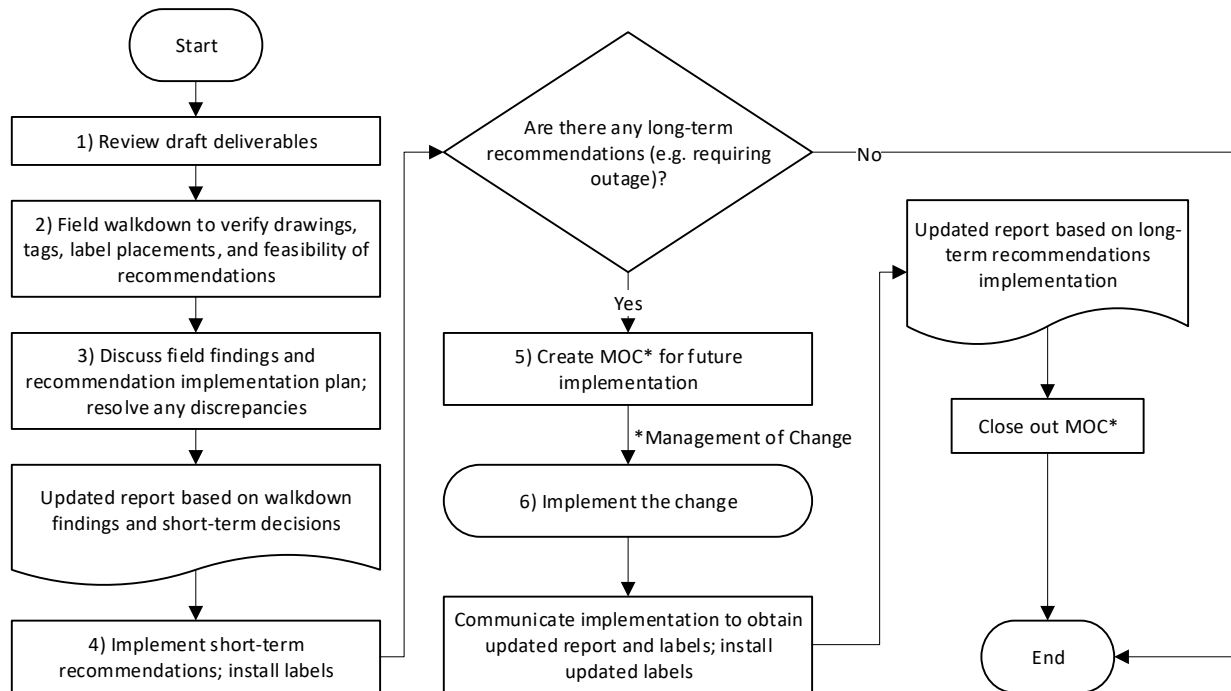 Start
1) Review draft deliverables
2) Field walkdown to verify drawings,
tags, label placements, and feasibility of
recommendations
3) Discuss field findings and
recommendation implementation plan;
resolve any discrepancies
Updated report based on walkdown
findings and short-term decisions
4) Implement short-term
recommendations; install labels
Are there any long-term
recommendations (e.g. requiring
outage)?
No
Yes
5) Create MOC* for future
implementation
*Management of Change
6) Implement the change
Communicate implementation to obtain
updated report and labels; install
updated labels
Updated report based on long-
term recommendations
implementation
Close out MOC*
End